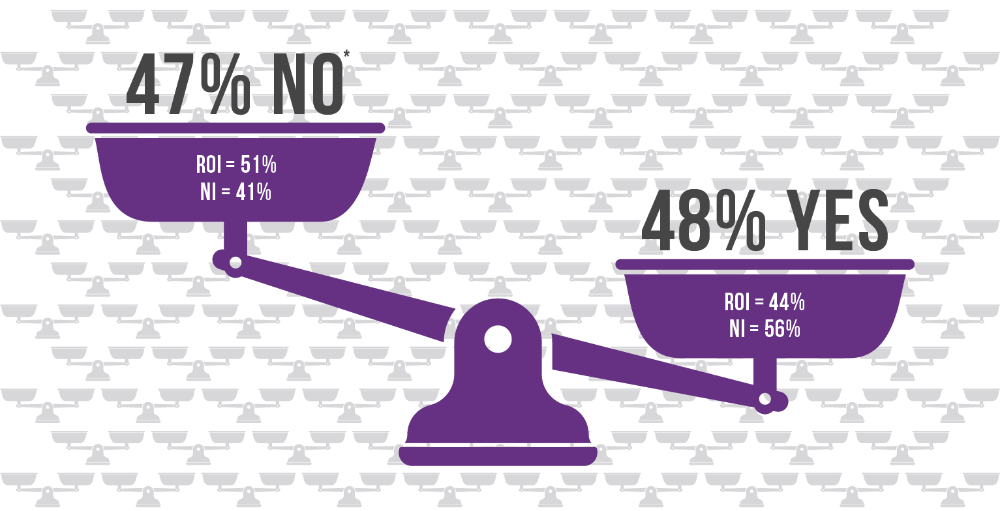 47% NO*
ROI = 51%
NI = 41%
48% YES
ROI = 44%
NI = 56%